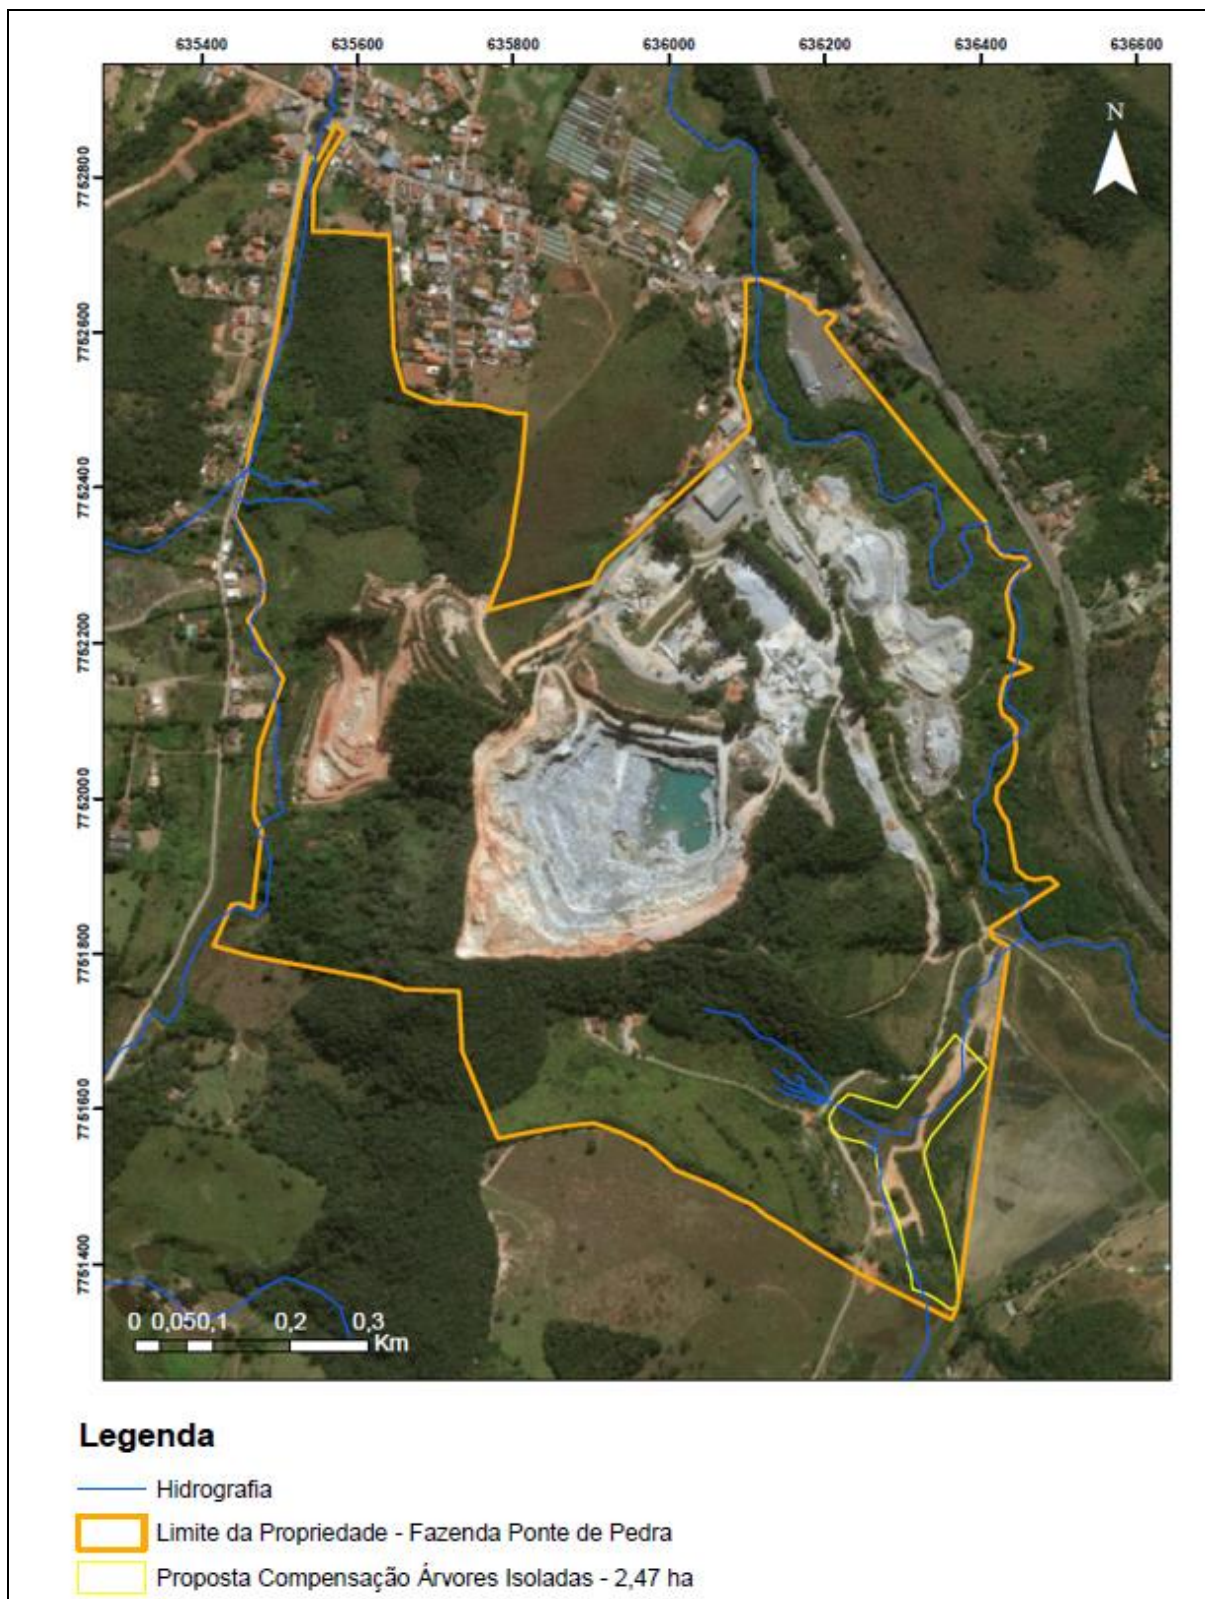 635400 635600 635800 636000 636200 636400 636600
N
7752800
7752600
7752400
7752200
7752000
7751800
7751600
7751400
0 0,050,1 0,2 0,3
Km
Legenda
Hidrografia
Limite da Propriedade - Fazenda Ponte de Pedra
Proposta Compensação Árvores Isoladas - 2,47 ha